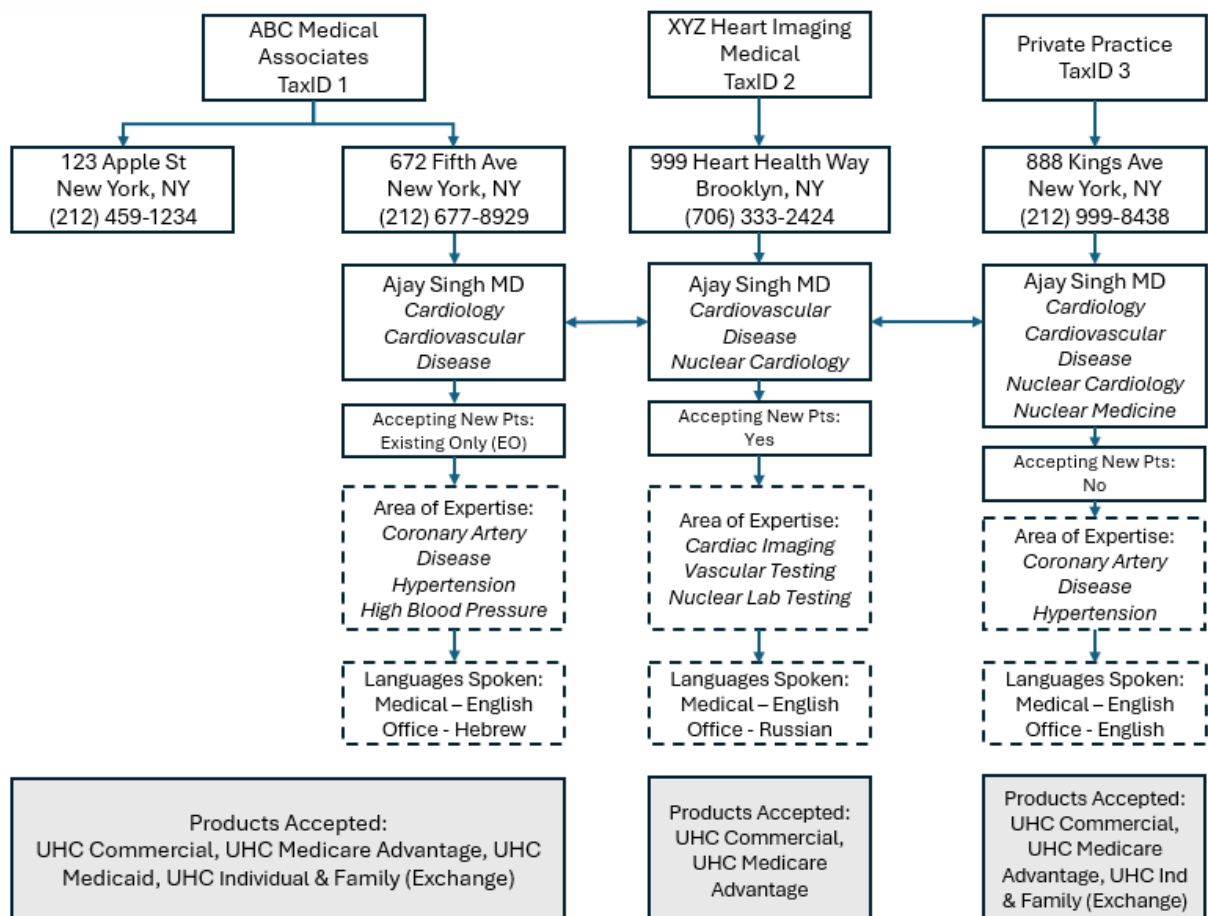 ABC Medical
Associates
TaxID 1
XYZ Heart Imaging
Medical
TaxID 2
Private Practice
TaxID 3
123 Apple St
New York, NY
(212) 459-1234
672 Fifth Ave
New York, NY
(212) 677-8929
999 Heart Health Way
Brooklyn, NY
(706) 333-2424
888 Kings Ave
New York, NY
(212) 999-8438
Ajay Singh MD
Cardiology
Cardiovascular
Disease
Ajay Singh MD
Cardiovascular
Disease
Nuclear Cardiology
Ajay Singh MD
Cardiology
Cardiovascular
Disease
Nuclear Cardiology
Nuclear Medicine
Accepting New Pts:
Existing Only (EO)
Accepting New Pts:
Yes
Accepting New Pts:
No
Area of Expertise:
Coronary Artery
Disease
Hypertension
High Blood Pressure
Area of Expertise:
Cardiac Imaging
Vascular Testing
Nuclear Lab Testing
Area of Expertise:
Coronary Artery
Disease
Hypertension
Languages Spoken:
Medical – English
Office - Hebrew
Languages Spoken:
Medical – English
Office - Russian
Languages Spoken:
Medical – English
Office - English
Products Accepted:
UHC Commercial, UHC Medicare Advantage, UHC
Medicaid, UHC Individual & Family (Exchange)
Products Accepted:
UHC Commercial,
UHC Medicare
Advantage
Products Accepted:
UHC Commercial,
UHC Medicare
Advantage, UHC Ind
& Family (Exchange)